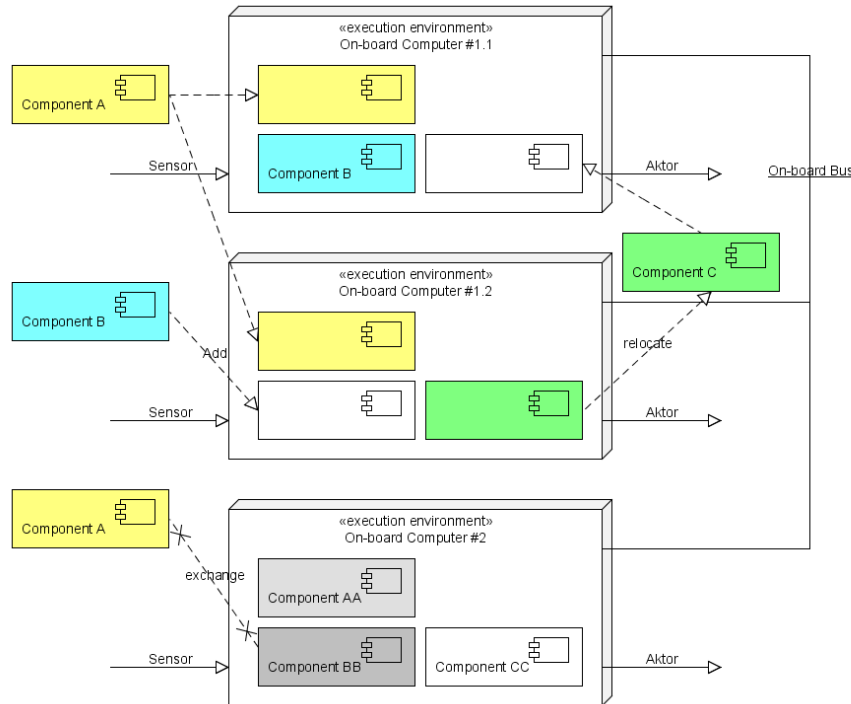 «execution environment»
On-board Computer #1.1
Component A
Sensor
Component B
Aktor
On-board Bus
Component C
«execution environment»
On-board Computer #1.2
Component B
Add
relocate
Sensor
Aktor
Component A
«execution environment»
On-board Computer #2
exchange
Component AA
Sensor
Component BB
Component CC
Aktor